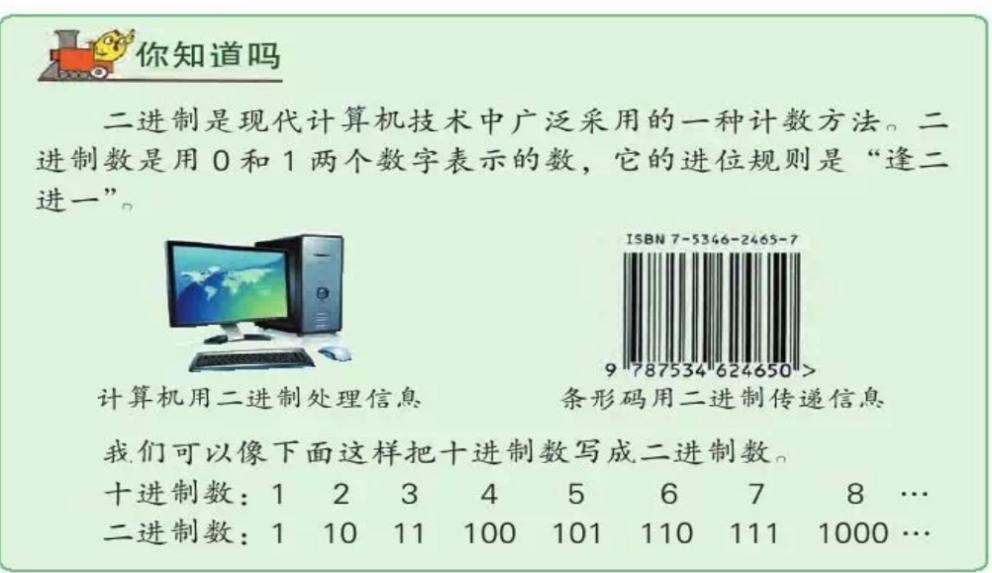 你知道吗
二进制是现代计算机技术中广泛采用的一种计数方法。二
进制数是用 0 和 1 两个数字表示的数，它的进位规则是“逢二
进一”。
ISBN 7-5346-2465-7
9 787534 624650 >
计算机用二进制处理信息
条形码用二进制传递信息
我们可以像下面这样把十进制数写成二进制数。
十进制数：1 2 3 4 5 6 7 8 …
二进制数：1 10 11 100 101 110 111 1000 …